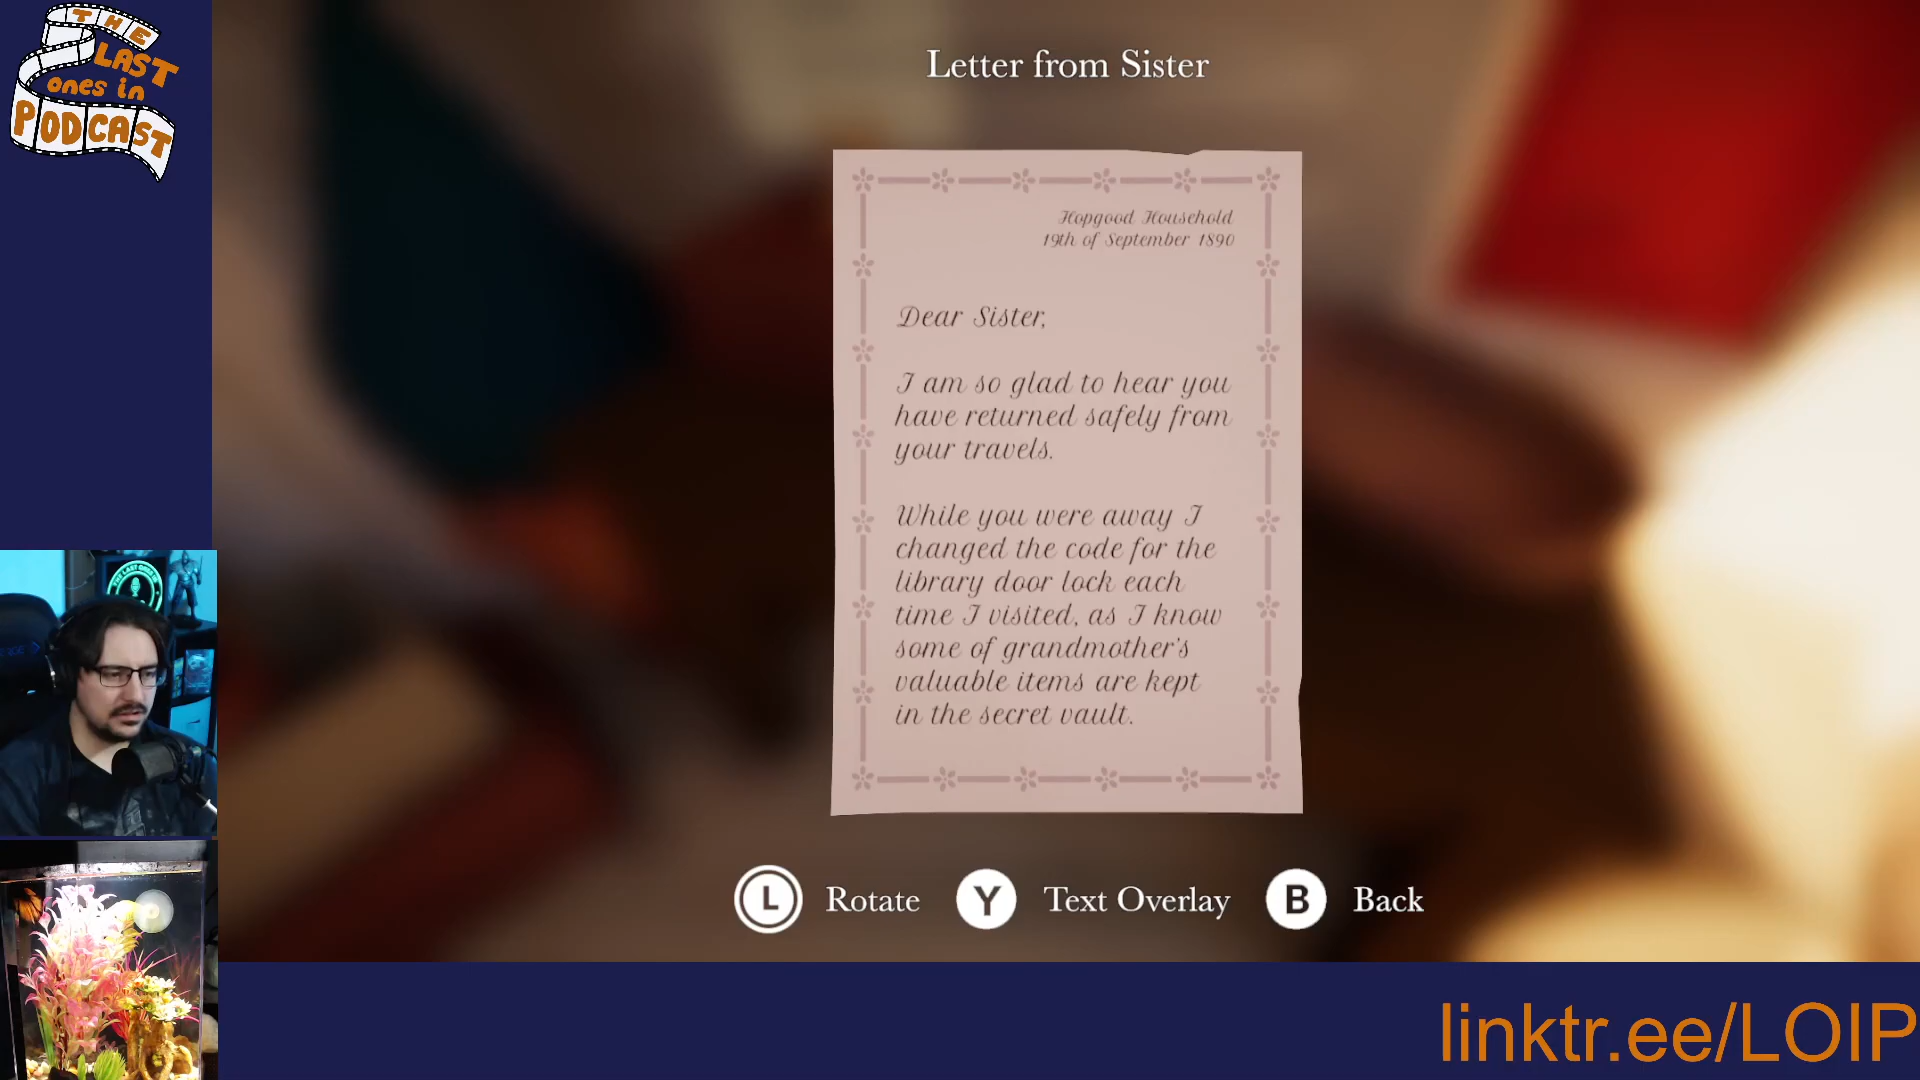 THE
LAST
ones in
PODCAST
Letter from Sister
Hopgood Household
19th of September 1890
Dear Sister,
I am so glad to hear you
have returned safely from
your travels.
While you were away I
changed the code for the
library door lock each
time I visited, as I know
some of grandmother's
valuable items are kept
in the secret vault.
L Rotate Y Text Overlay B Back
linktr.ee/LOIP